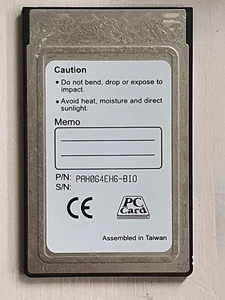 Caution
• Do not bend, drop or expose to
impact.
• Avoid heat, moisture and direct
sunlight.
Memo
P/N: PAH064EHG-BIO
S/N:
CE
PC
Card
Assembled in Taiwan